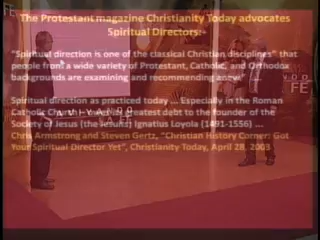 The Protestant magazine Christianity Today advocates
Spiritual Directors:-
"Spiritual direction is one of the classical Christian disciplines" that
people from a wide variety of Protestant, Catholic, and Orthodox
backgrounds are examining and recommending anew." ...
Spiritual direction as practiced today ... Especially in the Roman
Catholic Church greatest debt to the founder of the
Society of Jesus (the Jesuits) Ignatius Loyola (1491-1556) ...
Chris Armstrong and Steven Gertz, "Christian History Corner: Got
Your Spiritual Director Yet", Christianity Today, April 28, 2003